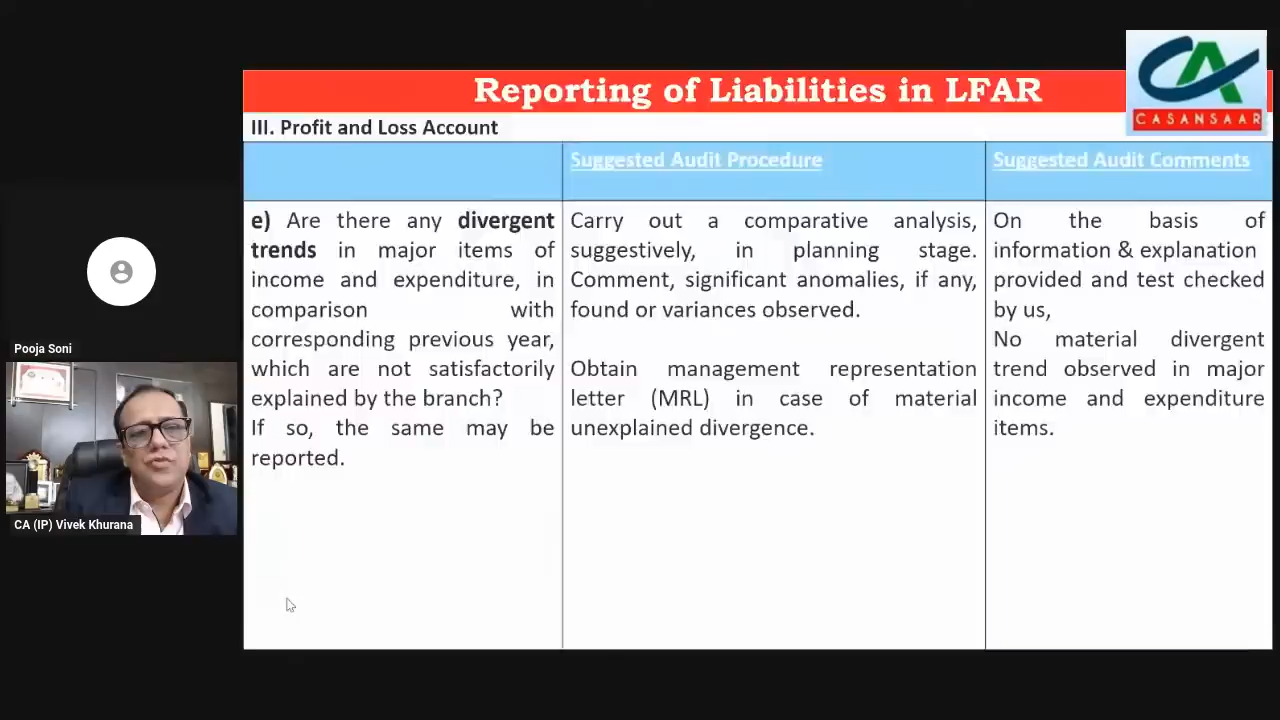 Reporting of Liabilities in LFAR
CASANSAAR
III. Profit and Loss Account
Suggested Audit Procedure
Suggested Audit Comments
e) Are there any divergent
trends in major items of
income and expenditure, in
comparison with
corresponding previous year,
which are not satisfactorily
explained by the branch?
If so, the same may be
reported.
Carry out a comparative analysis,
suggestively, in planning stage.
Comment, significant anomalies, if any,
found or variances observed.
Obtain management representation
letter (MRL) in case of material
unexplained divergence.
On the basis of
information & explanation
provided and test checked
by us,
No material divergent
trend observed in major
income and expenditure
items.
Pooja Soni
CA (IP) Vivek Khurana